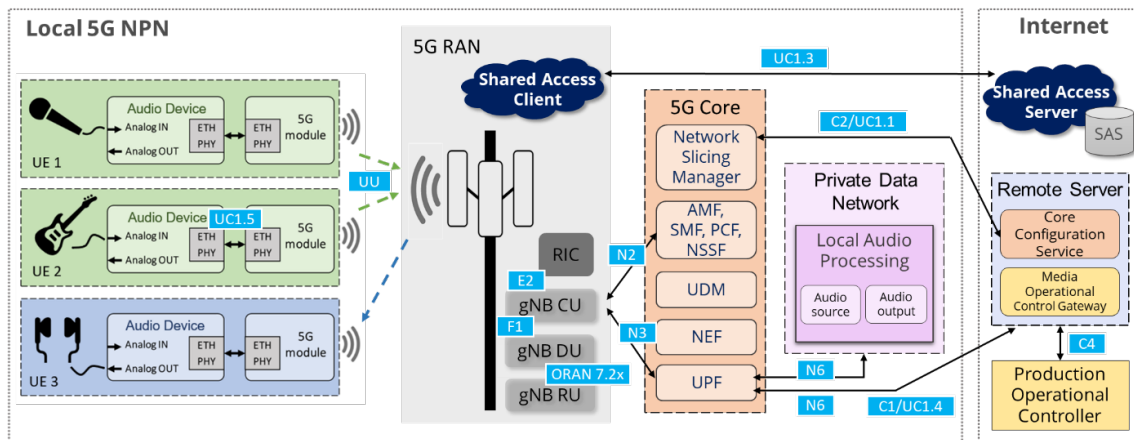 Local 5G NPN
UE 1
Audio Device
Analog IN
Analog OUT
ETH
PHY
ETH
PHY
5G
module
UE 2
Audio Device
UC1.5
Analog IN
Analog OUT
ETH
PHY
ETH
PHY
5G
module
UE 3
Audio Device
Analog IN
Analog OUT
ETH
PHY
ETH
PHY
5G
module
UU
5G RAN
Shared Access
Client
RIC
E2
gNB CU
F1
gNB DU
ORAN 7.2x
gNB RU
N2
N3
5G Core
Network
Slicing
Manager
AMF,
SMF, PCF,
NSSF
UDM
NEF
UPF
UC1.3
C2/UC1.1
Private Data
Network
Local Audio
Processing
Audio
source
Audio
output
N6
N6
C1/UC1.4
Internet
Shared Access
Server
SAS
Remote Server
Core
Configuration
Service
Media
Operational
Control Gateway
C4
Production
Operational
Controller